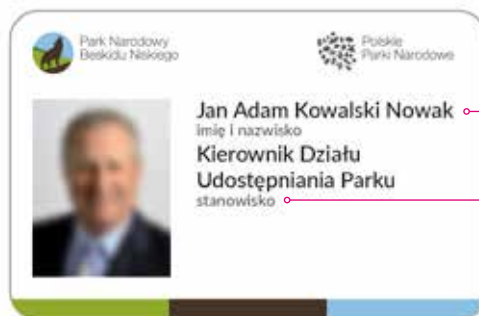 Park Narodowy
Beskidu Niskiego
Polskie
Parki Narodowe
Jan Adam Kowalski Nowak
imię i nazwisko
Kierownik Działu
Udostępniania Parku
stanowisko